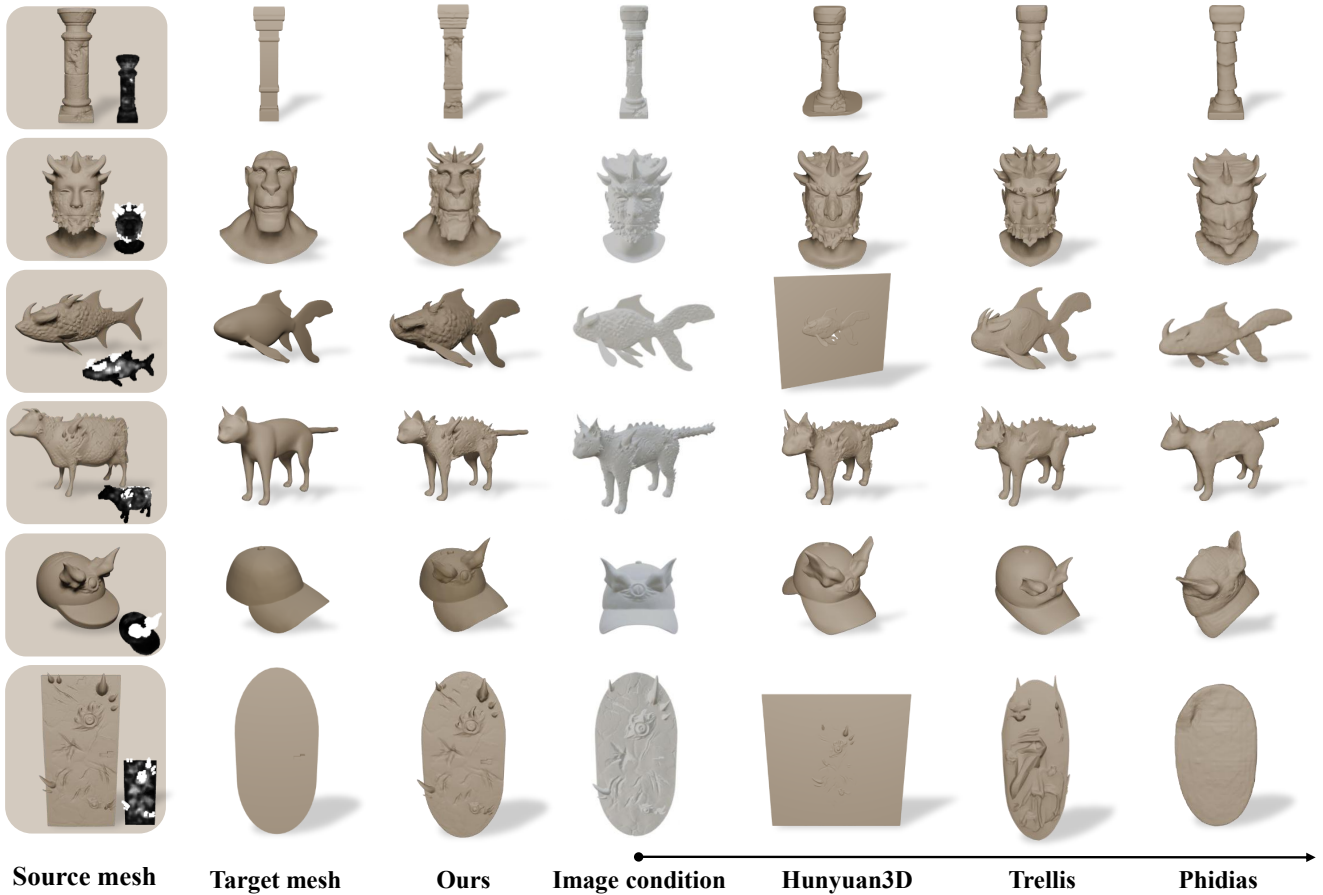 Source mesh
Target mesh
Ours
Image condition
Hunyuan3D
Trellis
Phidias